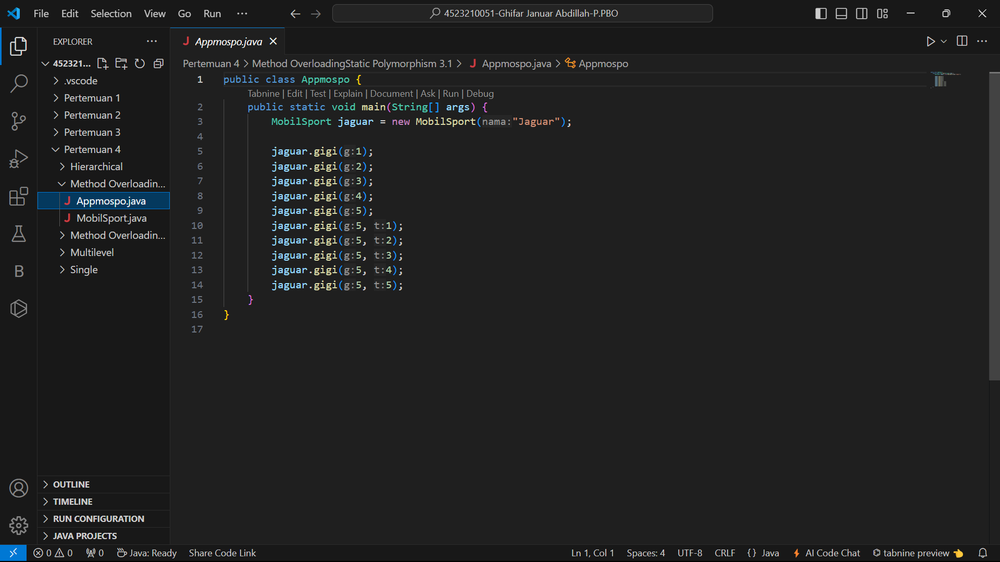 File Edit Selection View Go Run ···
4523210051-Ghifar Januar Abdillah-P.PBO
EXPLORER
Appmospo.java
452321...
Pertemuan 4 > Method OverloadingStatic Polymorphism 3.1 > J Appmospo.java > Appmospo
.vscode
Pertemuan 1
Pertemuan 2
Pertemuan 3
Pertemuan 4
Hierarchical
Method Overloadin...
J Appmospo.java
J MobilSport.java
Method Overloadin...
Multilevel
Single
B
OUTLINE
TIMELINE
RUN CONFIGURATION
JAVA PROJECTS
1 public class Appmospo {
Tabnine | Edit | Test | Explain | Document | Ask | Run | Debug
2 public static void main(String[] args) {
3 MobilSport jaguar = new MobilSport(nama:"Jaguar");
4
5 jaguar.gigi(g:1);
6 jaguar.gigi(g:2);
7 jaguar.gigi(g:3);
8 jaguar.gigi(g:4);
9 jaguar.gigi(g:5);
10 jaguar.gigi(g:5, t:1);
11 jaguar.gigi(g:5, t:2);
12 jaguar.gigi(g:5, t:3);
13 jaguar.gigi(g:5, t:4);
14 jaguar.gigi(g:5, t:5);
15 }
16 }
17
0 0 0 Java: Ready Share Code Link Ln 1, Col 1 Spaces: 4 UTF-8 CRLF {} Java AI Code Chat tabnine preview